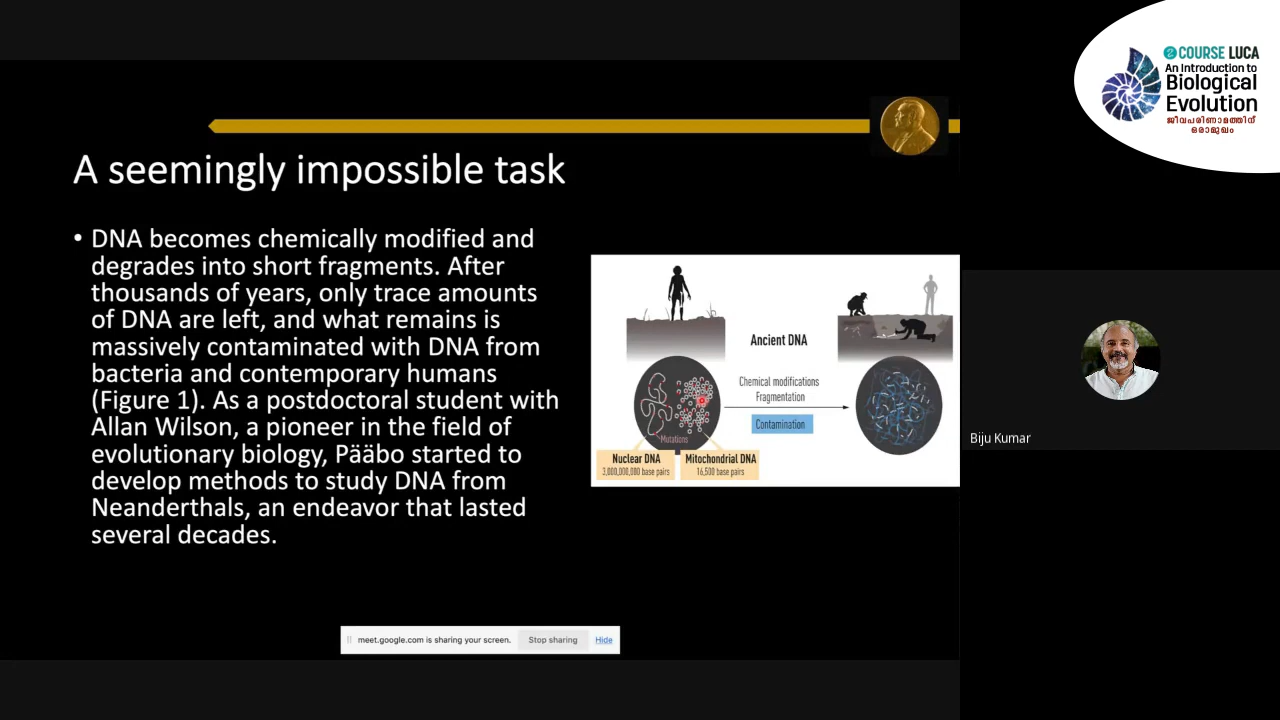 COURSE LUCA
An Introduction to
Biological
Evolution
ജീവപരിണാമത്തിന്
ഒരാമുഖം
A seemingly impossible task
• DNA becomes chemically modified and
degrades into short fragments. After
thousands of years, only trace amounts
of DNA are left, and what remains is
massively contaminated with DNA from
bacteria and contemporary humans
(Figure 1). As a postdoctoral student with
Allan Wilson, a pioneer in the field of
evolutionary biology, Pääbo started to
develop methods to study DNA from
Neanderthals, an endeavor that lasted
several decades.
Ancient DNA
Chemical modifications
Fragmentation
Contamination
Mutations
Nuclear DNA
3,000,000,000 base pairs
Mitochondrial DNA
16,500 base pairs
Biju Kumar
meet.google.com is sharing your screen.
Stop sharing
Hide